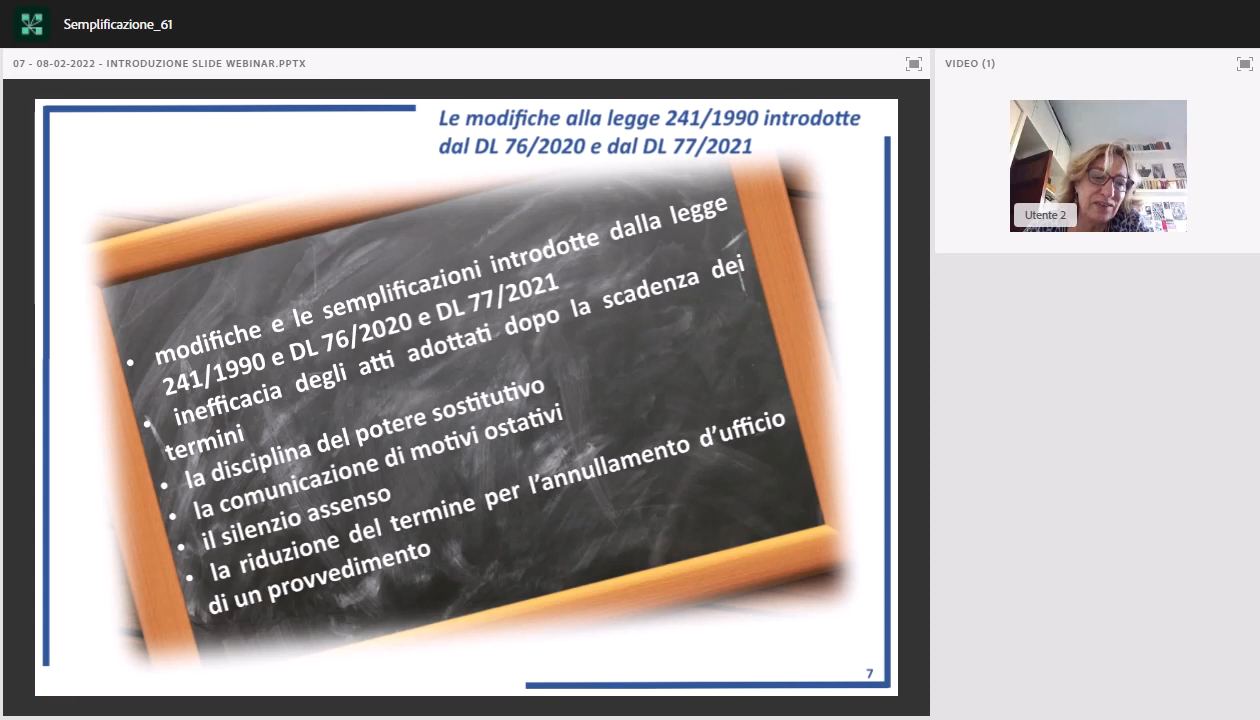 Semplificazione_61
07 - 08-02-2022 - INTRODUZIONE SLIDE WEBINAR.PPTX
VIDEO (1)
Le modifiche alla legge 241/1990 introdotte
dal DL 76/2020 e dal DL 77/2021
• modifiche e le semplificazioni introdotte dalla legge
241/1990 e DL 76/2020 e DL 77/2021
• inefficacia degli atti adottati dopo la scadenza dei
termini
• la disciplina del potere sostitutivo
• la comunicazione di motivi ostativi
• il silenzio assenso
• la riduzione del termine per l’annullamento d’ufficio
di un provvedimento
7
Utente 2